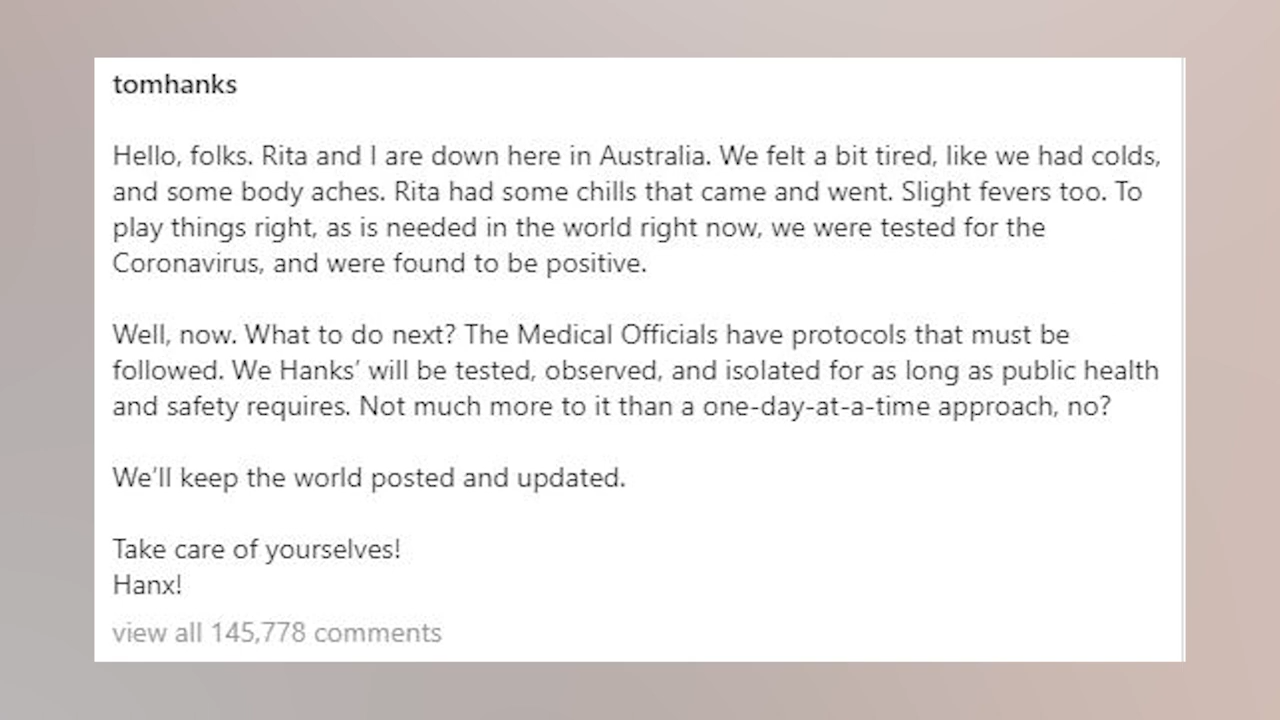 tomhanks
Hello, folks. Rita and I are down here in Australia. We felt a bit tired, like we had colds,
and some body aches. Rita had some chills that came and went. Slight fevers too. To
play things right, as is needed in the world right now, we were tested for the
Coronavirus, and were found to be positive.
Well, now. What to do next? The Medical Officials have protocols that must be
followed. We Hanks’ will be tested, observed, and isolated for as long as public health
and safety requires. Not much more to it than a one-day-at-a-time approach, no?
We’ll keep the world posted and updated.
Take care of yourselves!
Hanx!
view all 145,778 comments